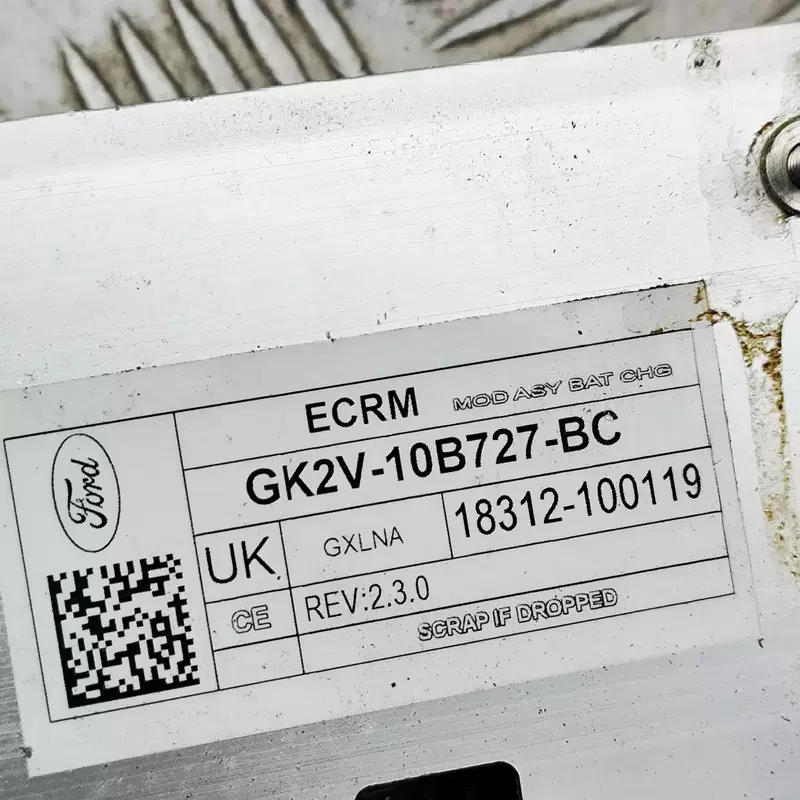 ECRM MOD ASY BAT CHG
GK2V-10B727-BC
Ford
UK GXLNA 18312-100119
CE REV:2.3.0
SCRAP IF DROPPED